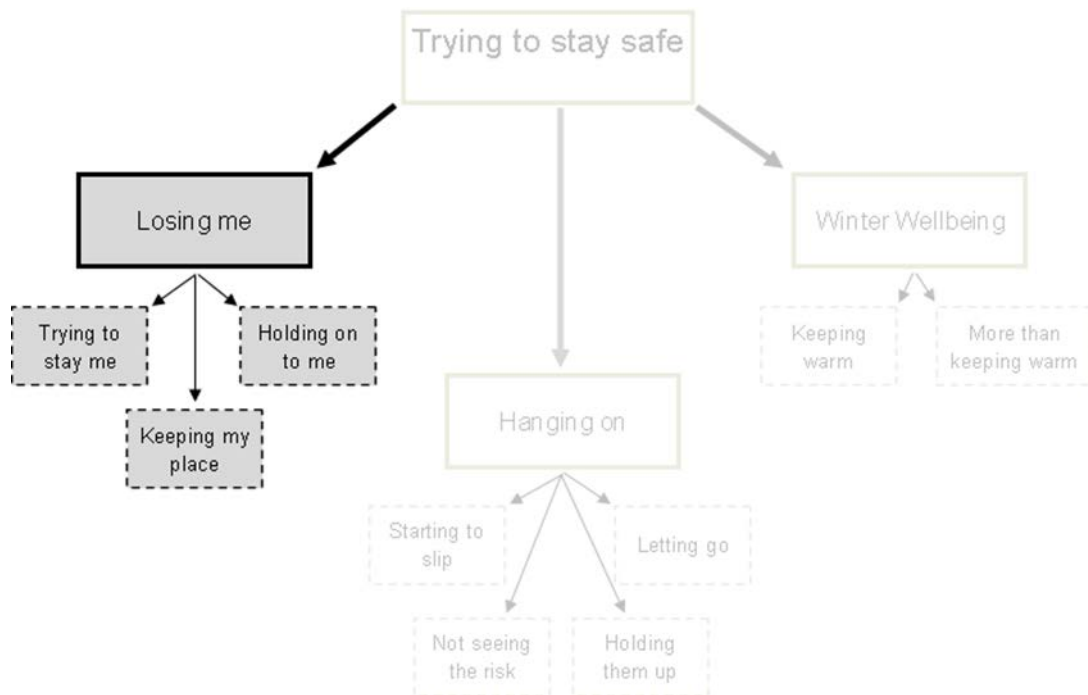 Trying to stay safe
Losing me
Winter Wellbeing
Trying to
stay me
Holding on
to me
Keeping my
place
Keeping
warm
More than
keeping warm
Hanging on
Starting to
slip
Letting go
Not seeing
the risk
Holding
them up